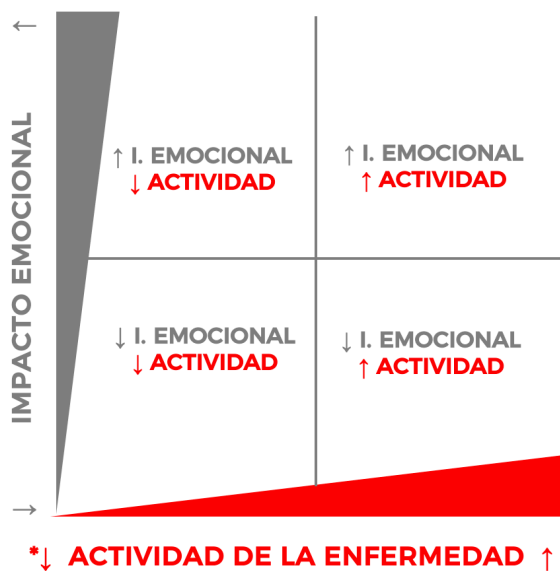 IMPACTO EMOCIONAL
↑ I. EMOCIONAL
↓ ACTIVIDAD
↑ I. EMOCIONAL
↑ ACTIVIDAD
↓ I. EMOCIONAL
↓ ACTIVIDAD
↓ I. EMOCIONAL
↑ ACTIVIDAD
*↓ ACTIVIDAD DE LA ENFERMEDAD ↑